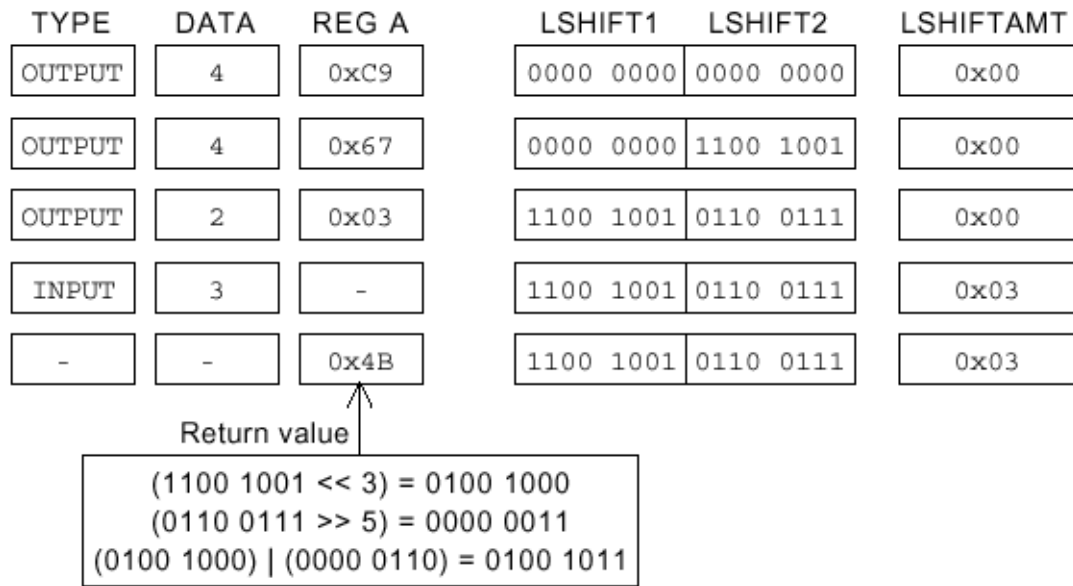 TYPE DATA REG A LSHIFT1 LSHIFT2 LSHIFTAMT
OUTPUT 4 0xC9 0000 0000 0000 0000 0x00
OUTPUT 4 0x67 0000 0000 1100 1001 0x00
OUTPUT 2 0x03 1100 1001 0110 0111 0x00
INPUT 3 - 1100 1001 0110 0111 0x03
- - 0x4B 1100 1001 0110 0111 0x03
Return value
(1100 1001 << 3) = 0100 1000
(0110 0111 >> 5) = 0000 0011
(0100 1000) | (0000 0110) = 0100 1011